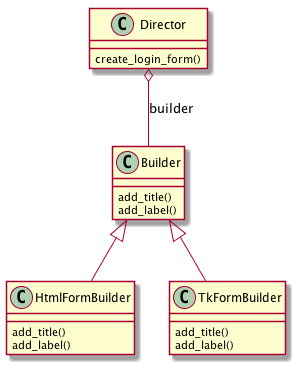 C Director
create_login_form()
builder
C Builder
add_title()
add_label()
C HtmlFormBuilder
add_title()
add_label()
C TkFormBuilder
add_title()
add_label()